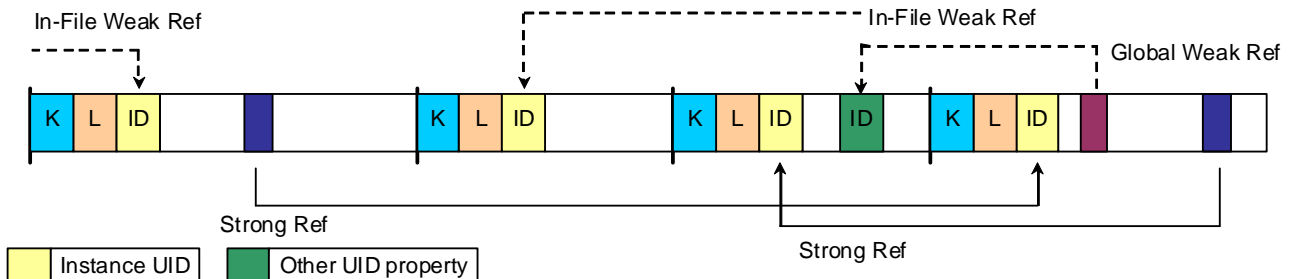 In-File Weak Ref
In-File Weak Ref
Global Weak Ref
K L ID K L ID K L ID ID K L ID
Strong Ref
Strong Ref
Instance UID
Other UID property